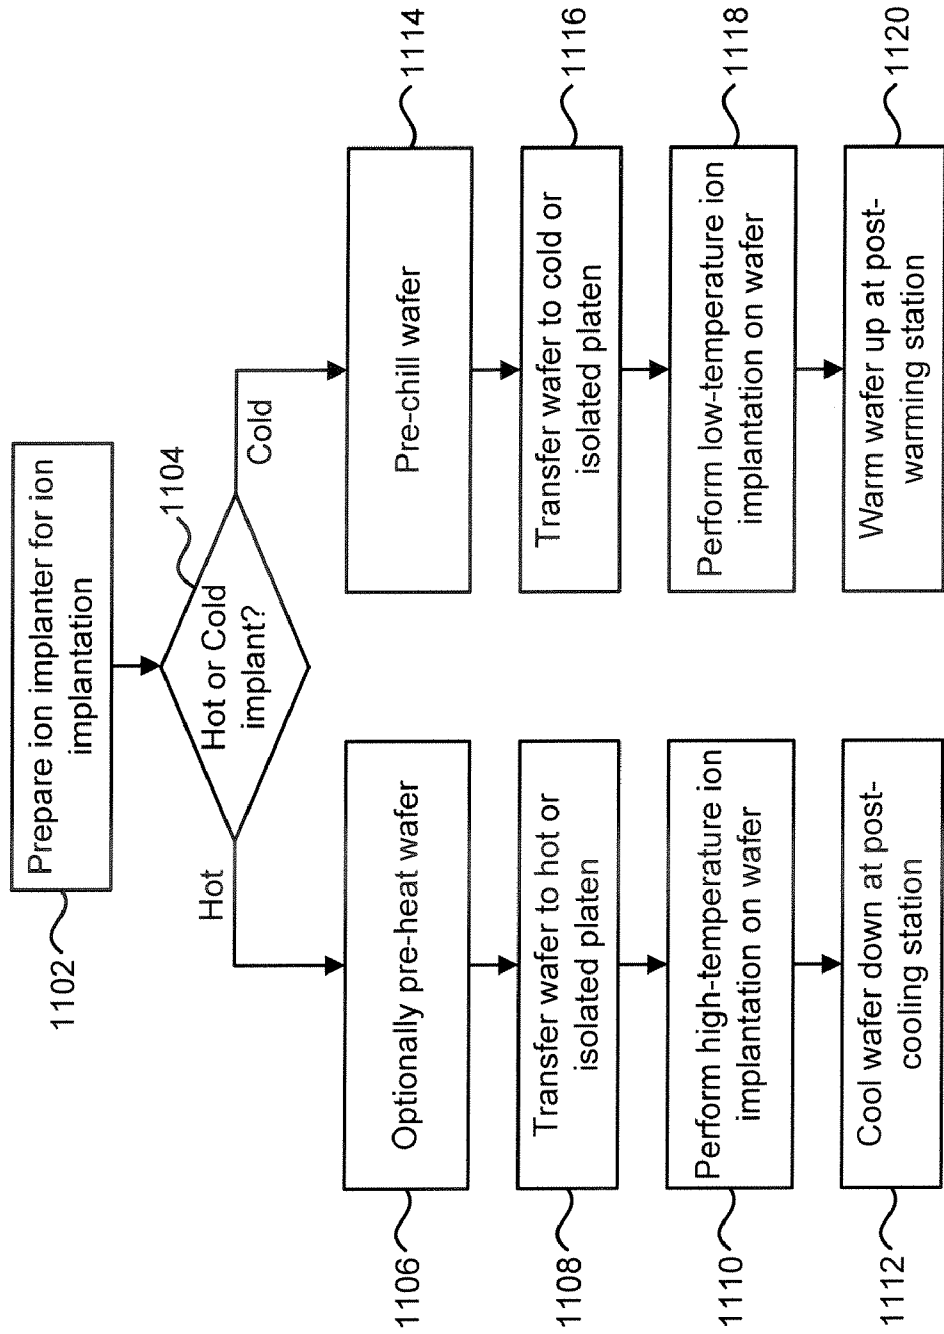 1102
Prepare ion implanter for ion
implantation
1104
Hot or Cold
implant?
Hot
Cold
1106
Optionally pre-heat wafer
1108
Transfer wafer to hot or
isolated platen
1110
Perform high-temperature ion
implantation on wafer
1112
Cool wafer down at post-
cooling station
1114
Pre-chill wafer
1116
Transfer wafer to cold or
isolated platen
1118
Perform low-temperature ion
implantation on wafer
1120
Warm wafer up at post-
warming station